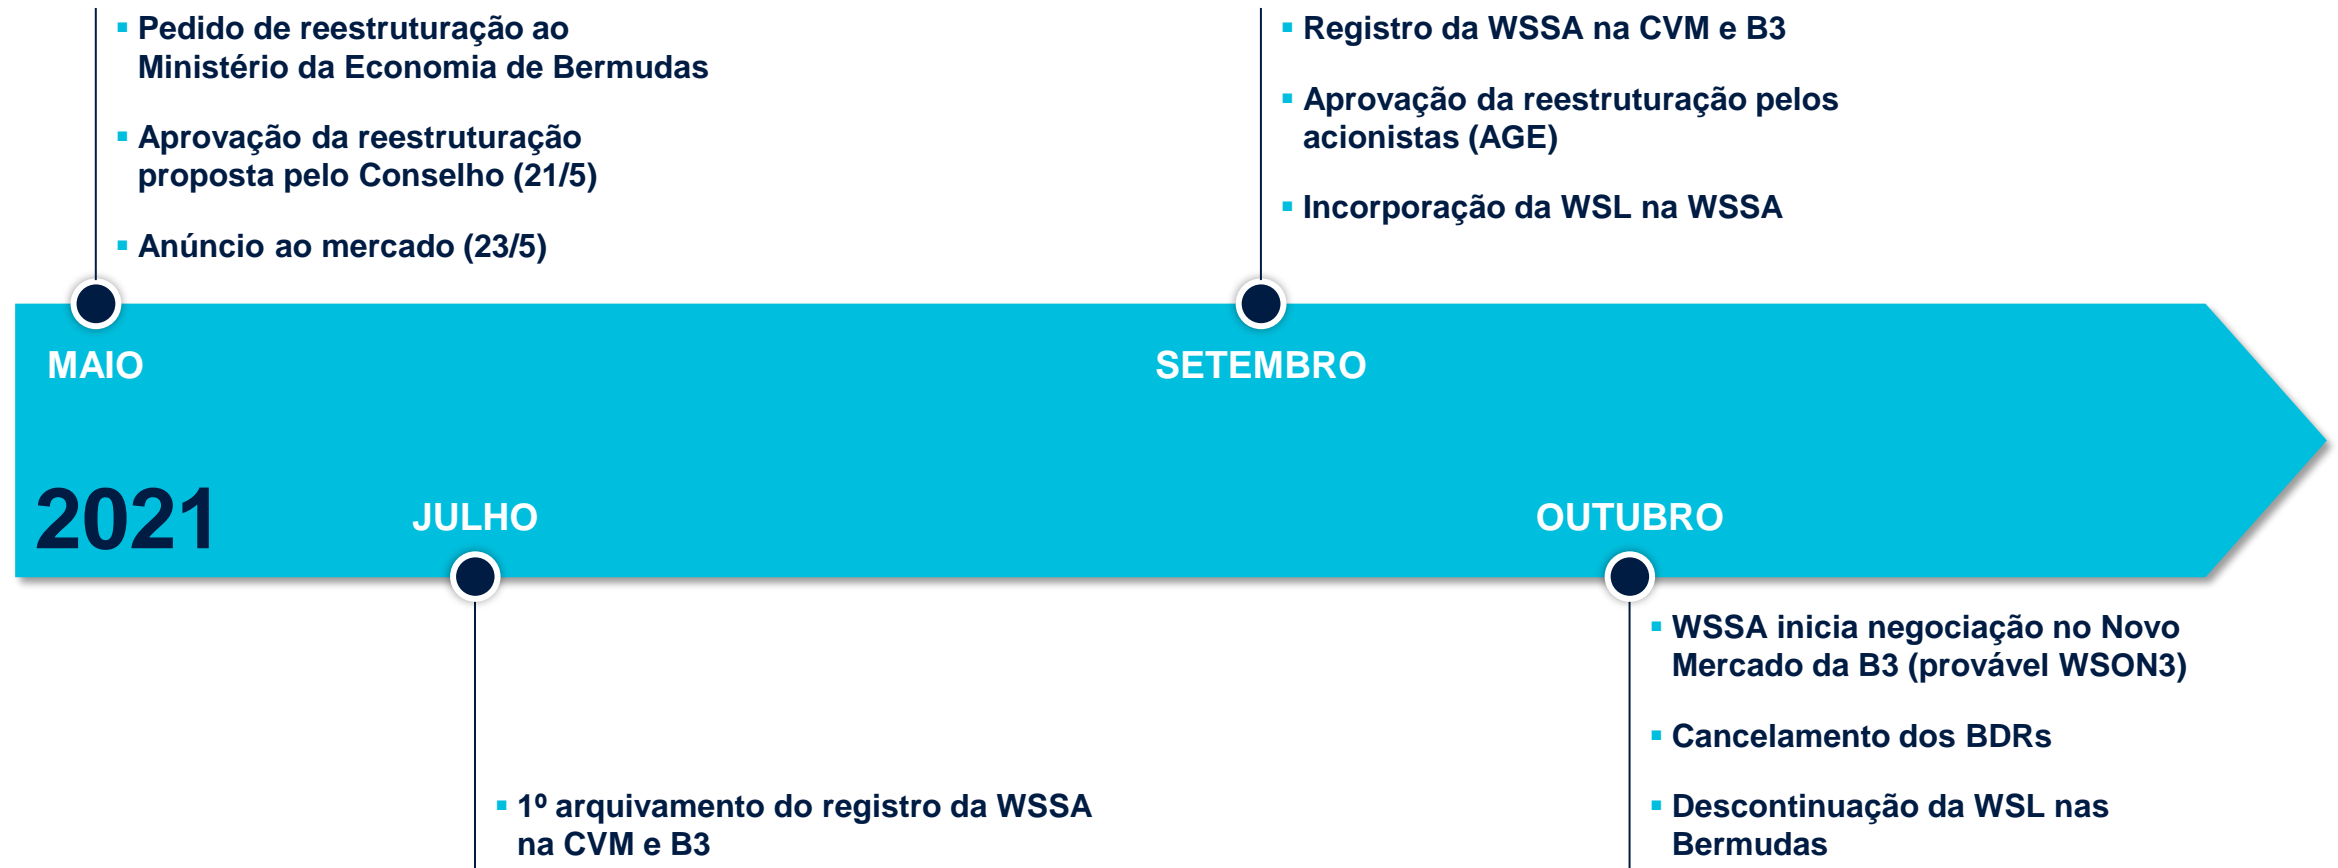 Pedido de reestruturação ao
Ministério da Economia de Bermudas
Aprovação da reestruturação
proposta pelo Conselho (21/5)
Anúncio ao mercado (23/5)
Registro da WSSA na CVM e B3
Aprovação da reestruturação pelos
acionistas (AGE)
Incorporação da WSL na WSSA
MAIO
SETEMBRO
2021
JULHO
OUTUBRO
1º arquivamento do registro da WSSA
na CVM e B3
WSSA inicia negociação no Novo
Mercado da B3 (provável WSON3)
Cancelamento dos BDRs
Descontinuação da WSL nas
Bermudas